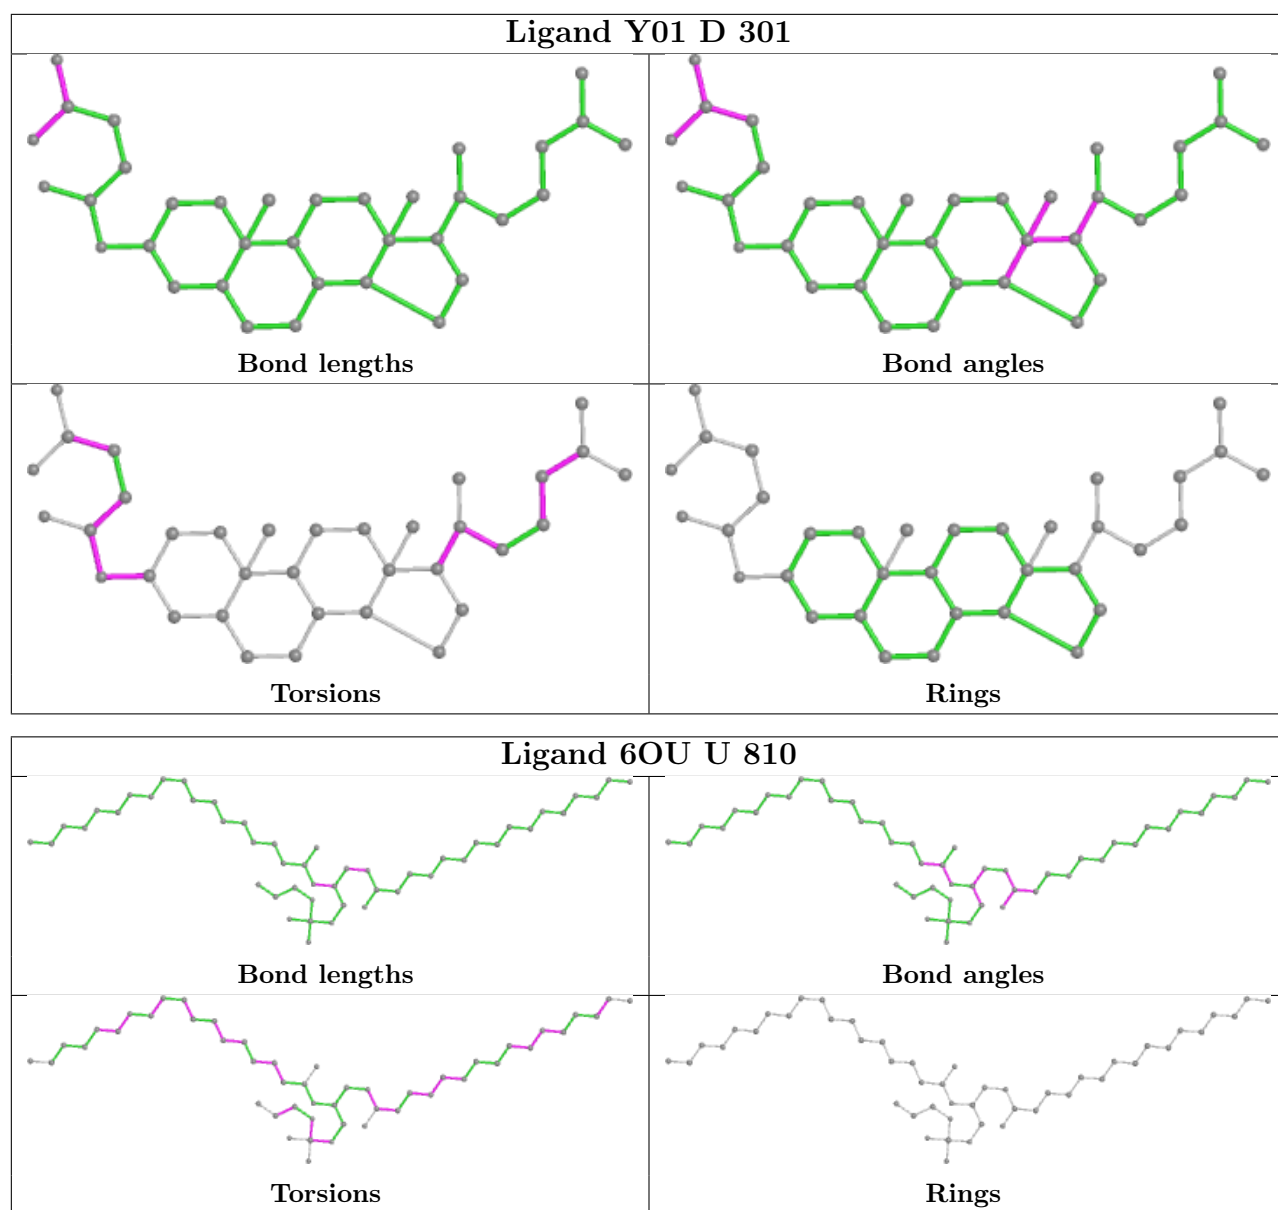 Ligand Y01 D 301
Bond lengths
Bond angles
Torsions
Rings
Ligand 6OU U 810
Bond lengths
Bond angles
Torsions
Rings